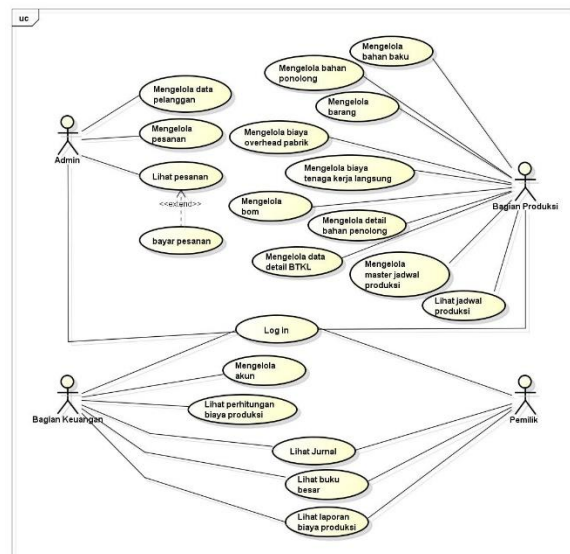 uc
Mengelola
bahan baku
Mengelola bahan
ponolong
Mengelola data
pelanggan
Mengelola
barang
Mengelola
pesanan
Mengelola biaya
overhead pabrik
Admin
Lihat pesanan
Mengelola biaya
tenaga kerja langsung
<<extend>>
Mengelola
bom
Bagian Produksi
Mengelola detail
bahan penolong
bayar pesanan
Mengelola data
detail BTKL
Mengelola
master jadwal
produksi
Lihat jadwal
produksi
Log in
Mengelola
akun
Lihat perhitungan
biaya produksi
Bagian Keuangan
Pemilik
Lihat Jurnal
Lihat buku
besar
Lihat laporan
biaya produksi